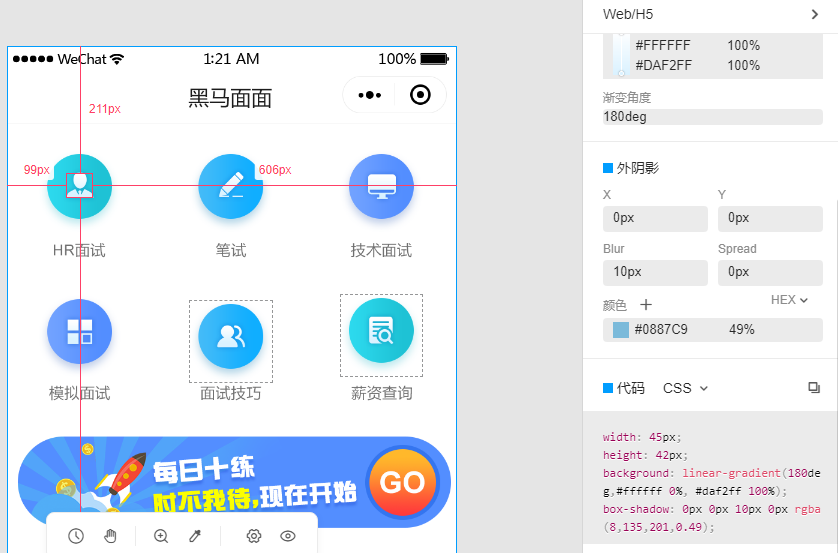 Web/H5
#FFFFFF 100%
#DAF2FF 100%
渐变角度
180deg
外阴影
X Y
0px 0px
Blur Spread
10px 0px
颜色 HEX
#0887C9 49%
代码 CSS
width: 45px;
height: 42px;
background: linear-gradient(180de
g,#ffffff 0%, #daf2ff 100%);
box-shadow: 0px 0px 10px 0px rgba
(8,135,201,0.49);
WeChat 1:21 AM 100%
黑马面面
211px
99px 606px
HR面试 笔试 技术面试
模拟面试 面试技巧 薪资查询
每日十练
时不我待,现在开始
GO